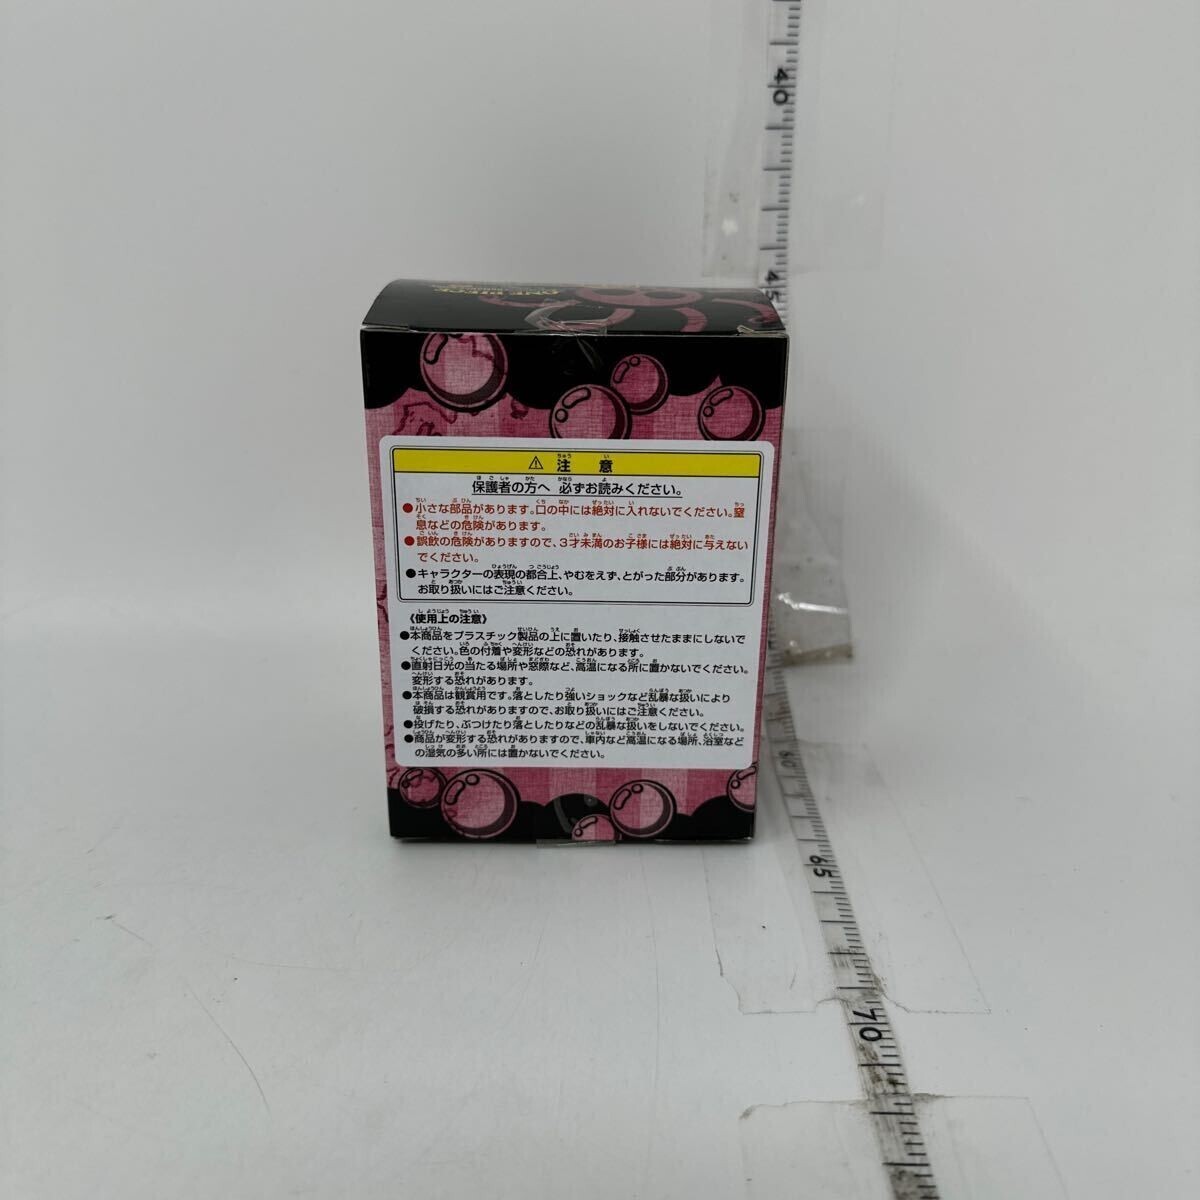 ONE PIECE
⚠ 注意
保護者の方へ 必ずお読みください。
●小さな部品があります。口の中には絶対に入れないでください。窒
息などの危険があります。
●誤飲の危険がありますので、3才未満のお子様には絶対に与えない
でください。
●キャラクターの表現の都合上、やむをえず、とがった部分があります。
お取り扱いにはご注意ください。
《使用上の注意》
●本商品をプラスチック製品の上に置いたり、接触させたままにしないで
ください。色の付着や変形などの恐れがあります。
●直射日光の当たる場所や窓際など、高温になる所に置かないでください。
変形する恐れがあります。
●本商品は観賞用です。落としたり強いショックなど乱暴な扱いにより
破損する恐れがありますので、お取り扱いにはご注意ください。
●投げたり、ぶつけたり落としたりなどの乱暴な扱いをしないでください。
●商品が変形する恐れがありますので、車内など高温になる場所、浴室など
の湿気の多い所には置かないでください。
40
45
65
70